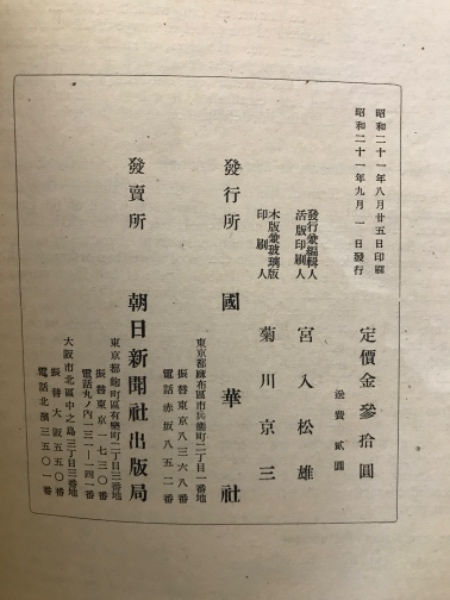 昭和二十一年八月廿五日印刷
昭和二十一年九月一日發行
定價金參拾圓
送費貳圓
發行兼編輯人
活版印刷人
宮入松雄
木版兼玻璃版
印刷人
菊川京三
發行所
國華社
東京都麻布區市兵衞町二丁目一番地
振替東京八三六八番
電話赤坂八五二番
發賣所
朝日新聞社出版局
東京都麴町區有樂町二丁目三番地
振替東京一七三〇番
電話丸ノ內一三一—一四一番
大阪市北區中之島三丁目三番地
振替大阪五五〇番
電話北濱三五〇一番